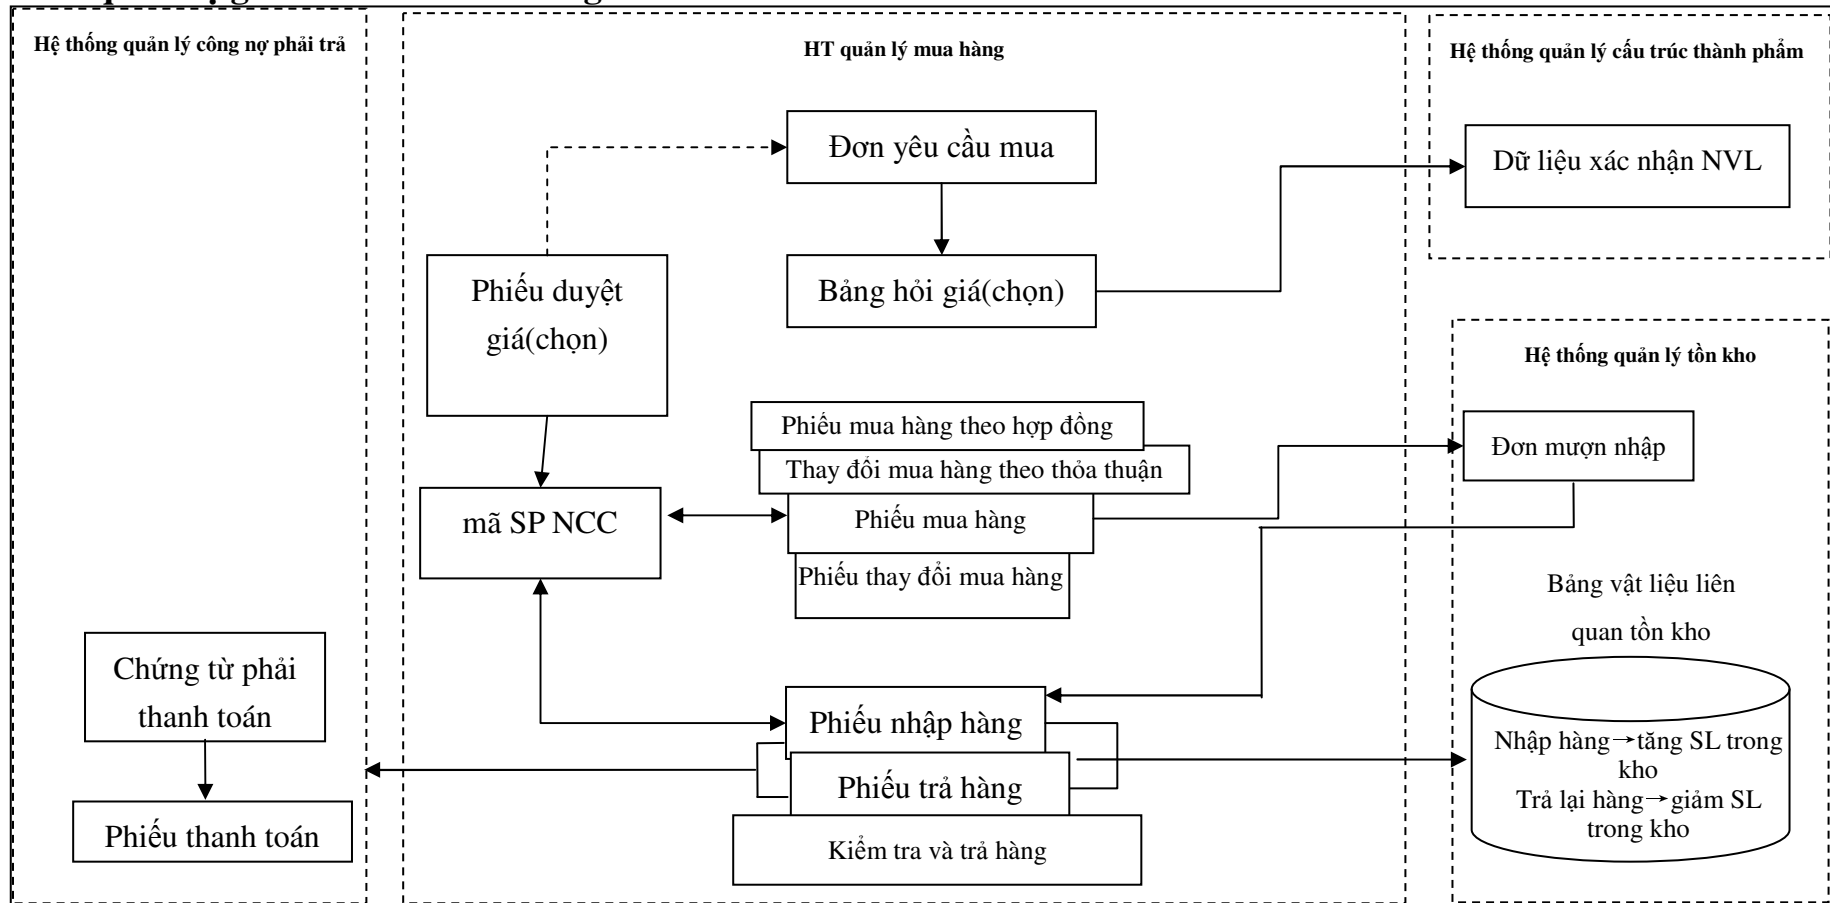 Hệ thống quản lý công nợ phải trả
HT quản lý mua hàng
Hệ thống quản lý cấu trúc thành phẩm
Đơn yêu cầu mua
Dữ liệu xác nhận NVL
Phiếu duyệt
giá(chọn)
Bảng hỏi giá(chọn)
Hệ thống quản lý tồn kho
Phiếu mua hàng theo hợp đồng
Thay đổi mua hàng theo thỏa thuận
Đơn mượn nhập
mã SP NCC
Phiếu mua hàng
Phiếu thay đổi mua hàng
Bảng vật liệu liên
quan tồn kho
Chứng từ phải
thanh toán
Phiếu nhập hàng
Nhập hàng→tăng SL trong
kho
Trả lại hàng→giảm SL
trong kho
Phiếu trả hàng
Phiếu thanh toán
Kiểm tra và trả hàng